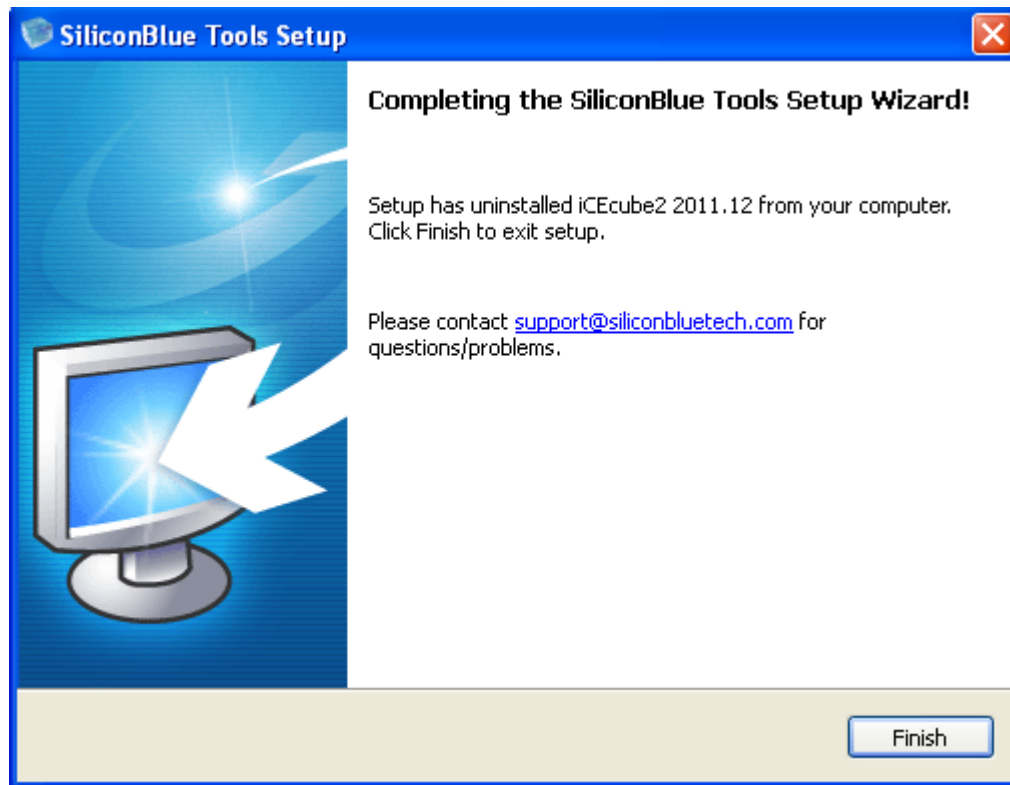 SiliconBlue Tools Setup
Completing the SiliconBlue Tools Setup Wizard!
Setup has uninstalled iCEcube2 2011.12 from your computer.
Click Finish to exit setup.
Please contact support@siliconbluetech.com for
questions/problems.
Finish